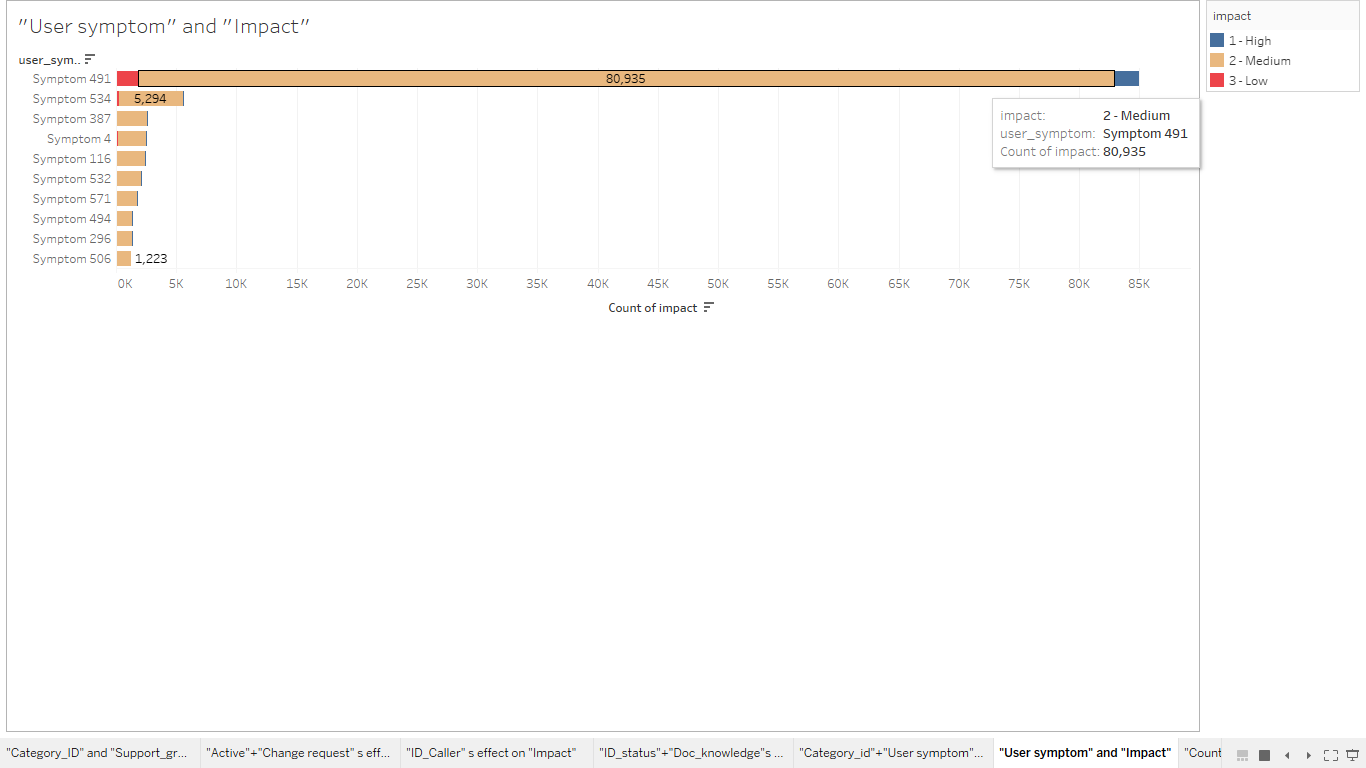 "User symptom" and "Impact"
user_sym..
Symptom 491
80,935
Symptom 534
5,294
Symptom 387
Symptom 4
Symptom 116
Symptom 532
Symptom 571
Symptom 494
Symptom 296
Symptom 506
1,223
0K 5K 10K 15K 20K 25K 30K 35K 40K 45K 50K 55K 60K 65K 70K 75K 80K 85K
Count of impact
impact: 2 - Medium
user_symptom: Symptom 491
Count of impact: 80,935
impact
1 - High
2 - Medium
3 - Low
"Category_ID" and "Support_gr... "Active"+"Change request" s eff... "ID_Caller" s effect on "Impact" "ID_status"+"Doc_knowledge"s ... "Category_id"+"User symptom"... "User symptom" and "Impact" "Count